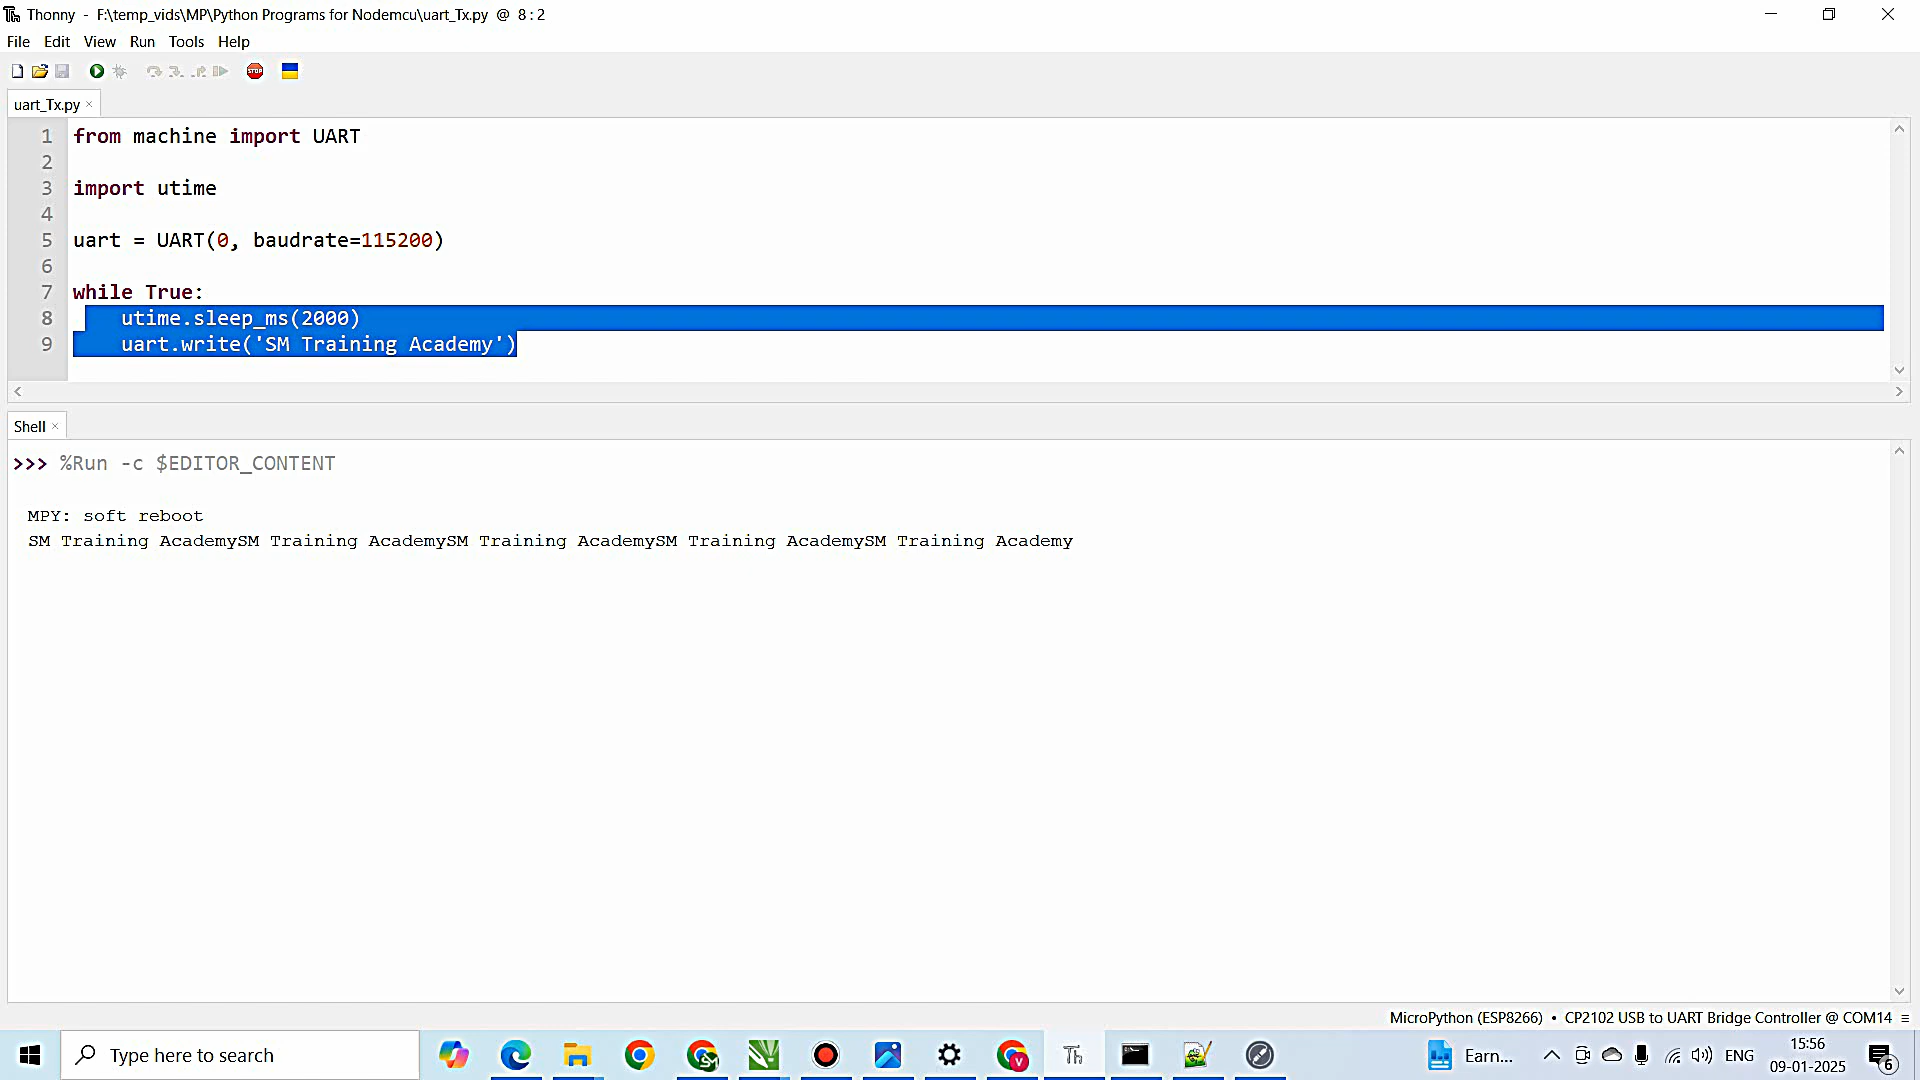 Thonny - F:\temp_vids\MP\Python Programs for Nodemcu\uart_Tx.py @ 8 : 2
File Edit View Run Tools Help
STOP
uart_Tx.py ×
1 from machine import UART
2
3 import utime
4
5 uart = UART(0, baudrate=115200)
6
7 while True:
8     utime.sleep_ms(2000)
9     uart.write('SM Training Academy')
Shell ×
>>> %Run -c $EDITOR_CONTENT
MPY: soft reboot
SM Training AcademySM Training AcademySM Training AcademySM Training AcademySM Training Academy
MicroPython (ESP8266) • CP2102 USB to UART Bridge Controller @ COM14 ≡
Type here to search
Earn...
ENG
15:56
09-01-2025
6